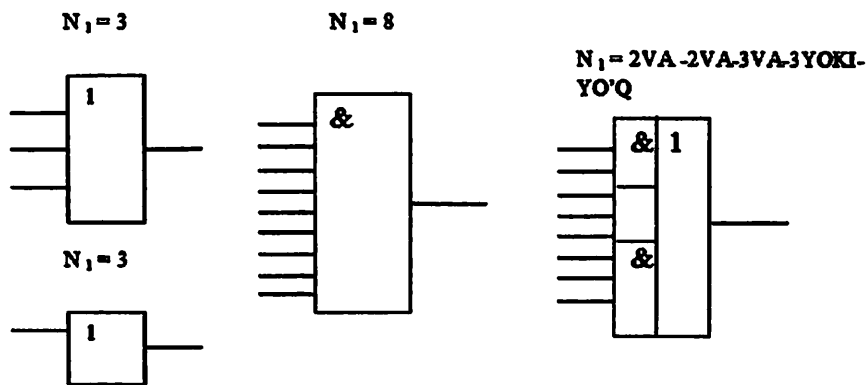 N₁ = 3
N₁ = 8
N₁ = 2VA -2VA-3VA-3YOKI-
YO'Q
1
&
& 1
&
N₁ = 3
1